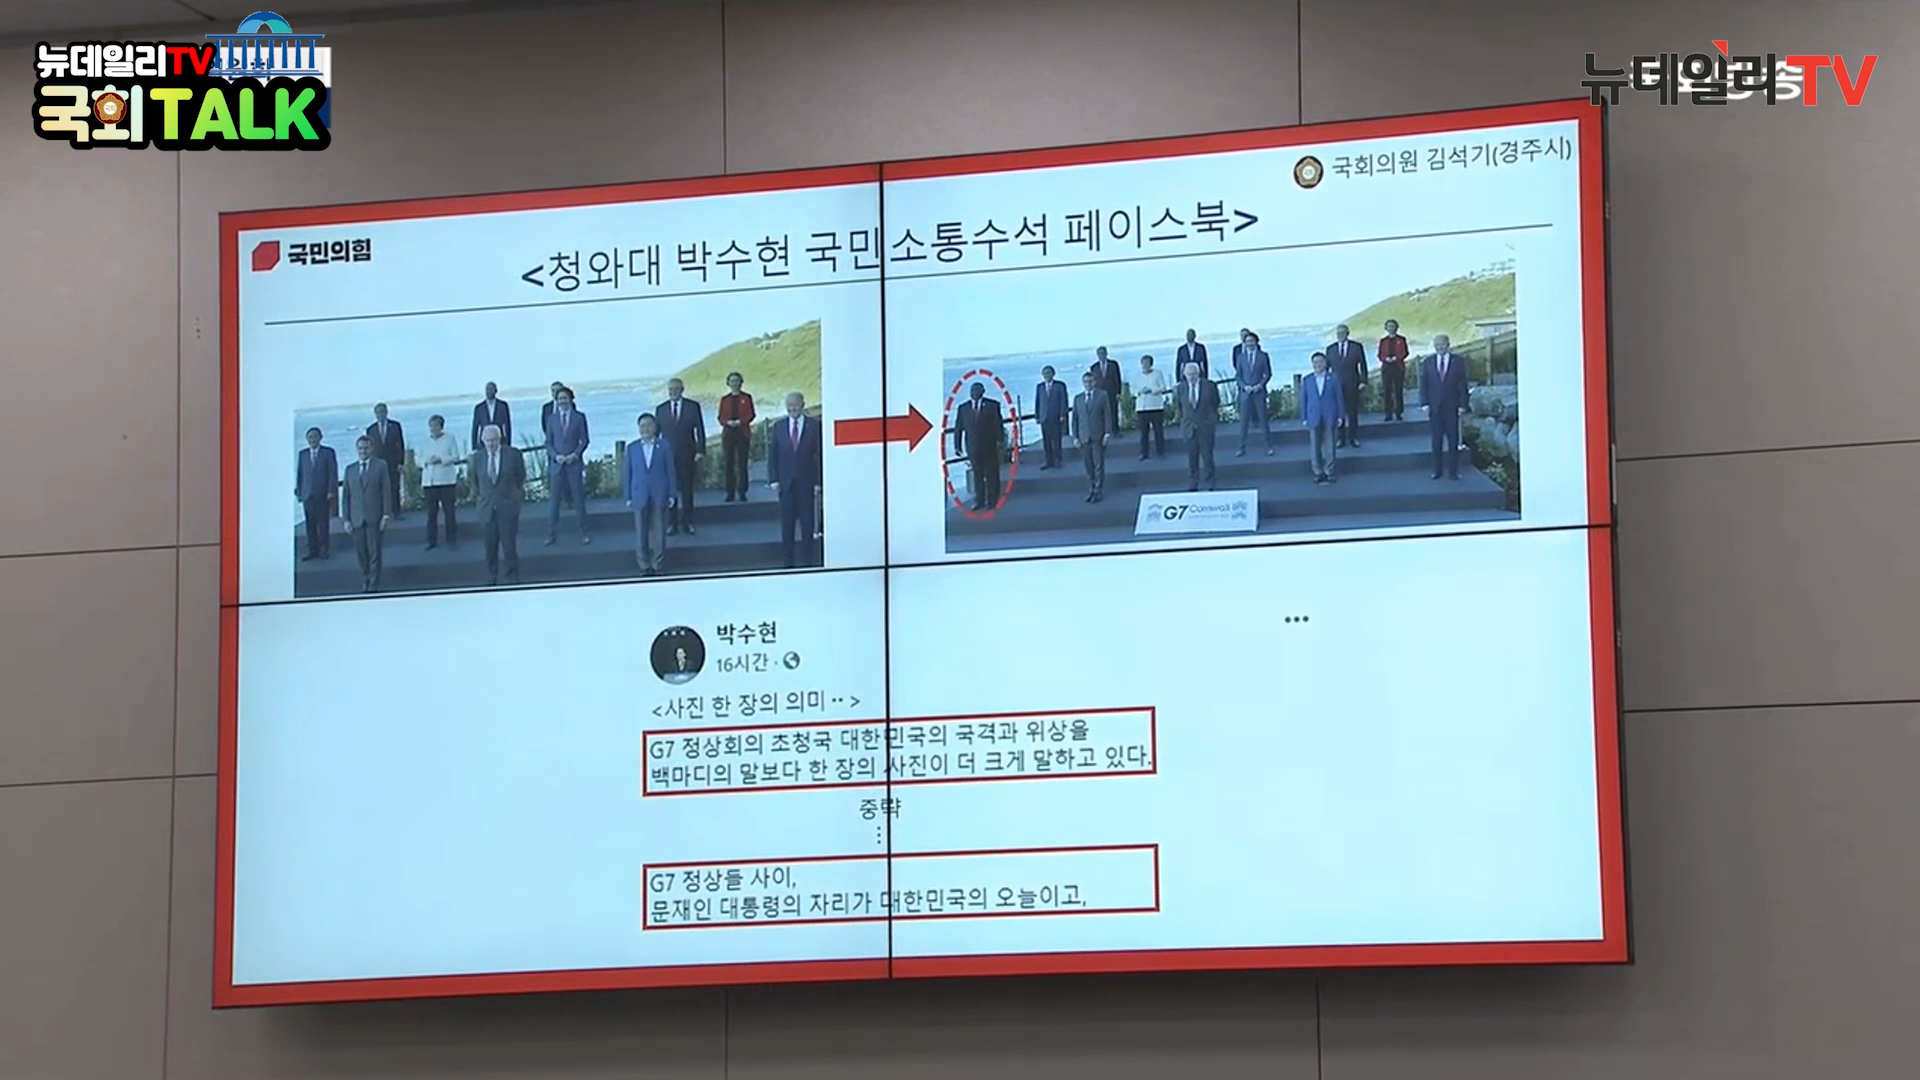 뉴데일리TV
국회TALK
뉴데일리TV
국회의원 김석기(경주시)
국민의힘
<청와대 박수현 국민소통수석 페이스북>
G7 Cornwall
박수현
16시간 ·
<사진 한 장의 의미 ·· >
G7 정상회의 초청국 대한민국의 국격과 위상을
백마디의 말보다 한 장의 사진이 더 크게 말하고 있다.
중략
⋮
G7 정상들 사이,
문재인 대통령의 자리가 대한민국의 오늘이고,